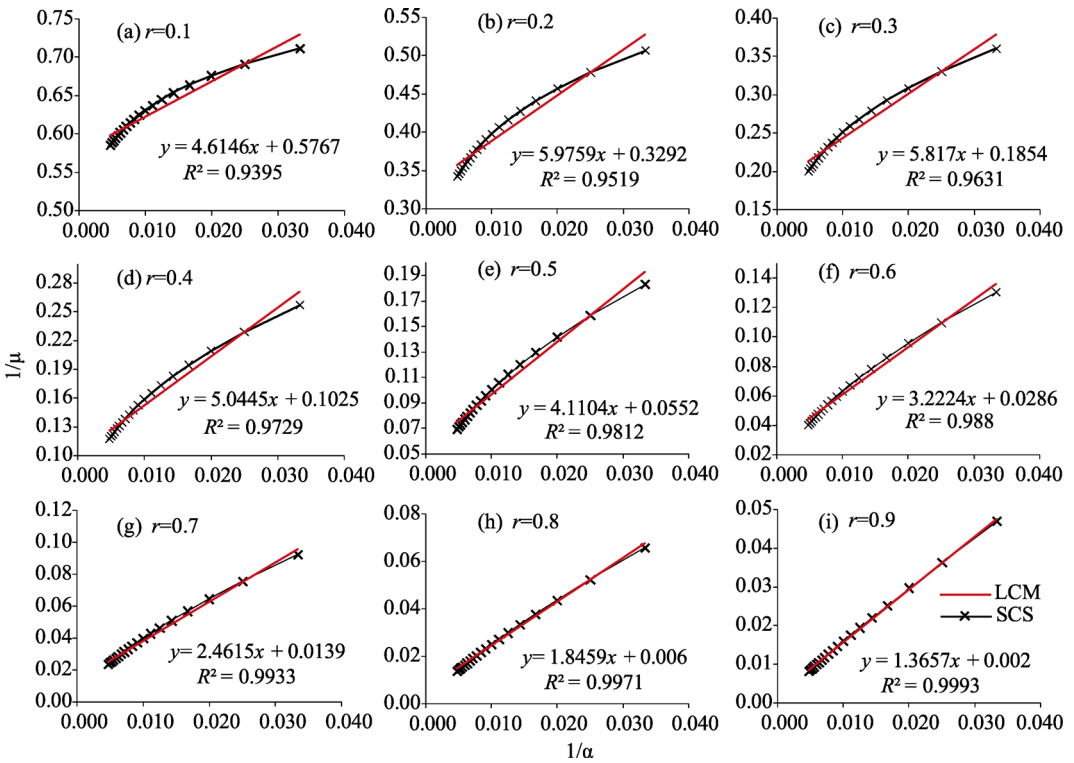 (a) r=0.1
0.75
0.70
0.65
0.60
0.55
0.50
y = 4.6146x + 0.5767
R² = 0.9395
0.000 0.010 0.020 0.030 0.040
(b) r=0.2
0.55
0.50
0.45
0.40
0.35
0.30
y = 5.9759x + 0.3292
R² = 0.9519
0.000 0.010 0.020 0.030 0.040
(c) r=0.3
0.40
0.35
0.30
0.25
0.20
0.15
y = 5.817x + 0.1854
R² = 0.9631
0.000 0.010 0.020 0.030 0.040
1/μ
(d) r=0.4
0.28
0.23
0.19
0.16
0.13
0.10
y = 5.0445x + 0.1025
R² = 0.9729
0.000 0.010 0.020 0.030 0.040
(e) r=0.5
0.19
0.17
0.15
0.13
0.11
0.09
0.07
0.05
y = 4.1104x + 0.0552
R² = 0.9812
0.000 0.010 0.020 0.030 0.040
(f) r=0.6
0.14
0.12
0.10
0.08
0.06
0.04
0.02
y = 3.2224x + 0.0286
R² = 0.988
0.000 0.010 0.020 0.030 0.040
(g) r=0.7
0.12
0.10
0.08
0.06
0.04
0.02
0.00
y = 2.4615x + 0.0139
R² = 0.9933
0.000 0.010 0.020 0.030 0.040
(h) r=0.8
0.08
0.06
0.04
0.02
0.00
y = 1.8459x + 0.006
R² = 0.9971
0.000 0.010 0.020 0.030 0.040
(i) r=0.9
0.05
0.04
0.03
0.02
0.01
0.00
LCM
SCS
y = 1.3657x + 0.002
R² = 0.9993
0.000 0.010 0.020 0.030 0.040
1/α